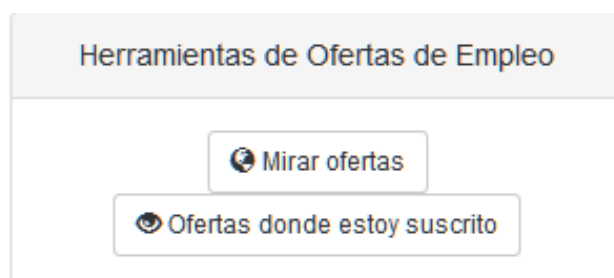 Herramientas de Ofertas de Empleo
Mirar ofertas
Ofertas donde estoy suscrito